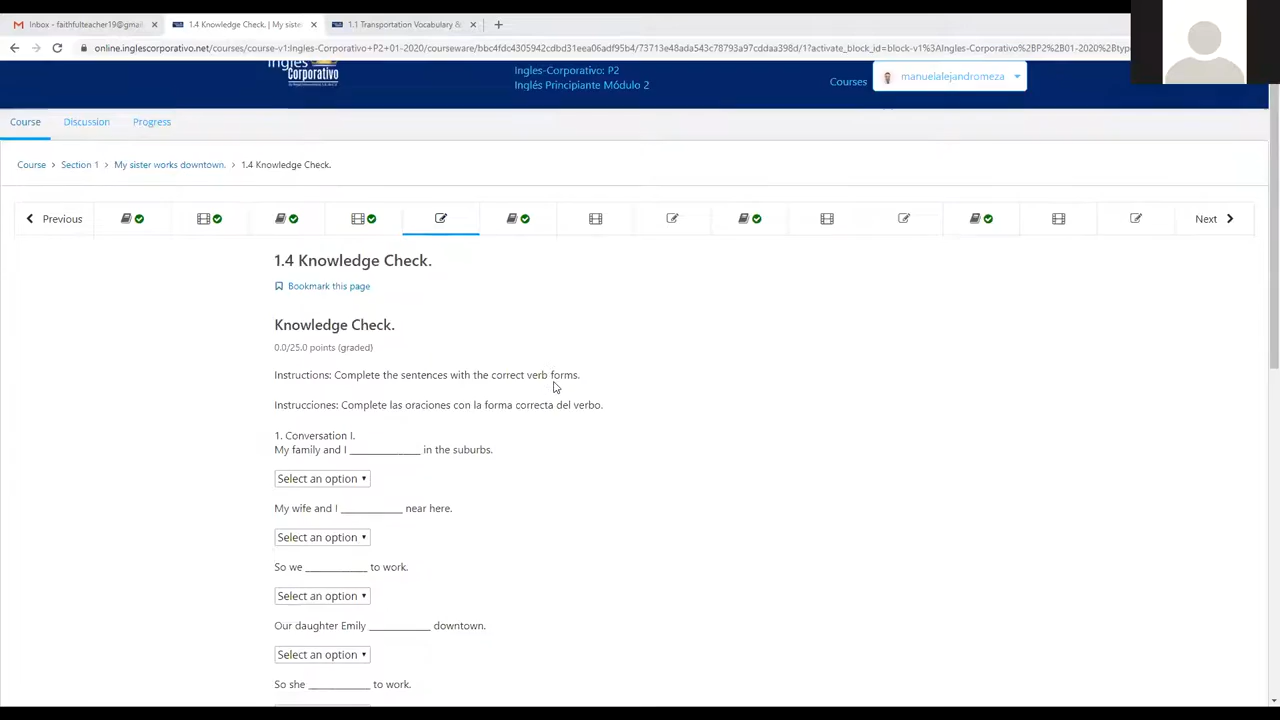 Inbox - faithfulteacher19@gmai
1.4 Knowledge Check. | My sister
1.1 Transportation Vocabulary &
online.inglescorporativo.net/courses/course-v1:Ingles-Corporativo+P2+01-2020/courseware/bbc4fdc4305942cdbd31eea06adf95b4/73713e48ada543c78793a97cddaa398d/1?activate_block_id=block-v1%3AIngles-Corporativo%2BP2%2B01-2020%2Btyp
Ingles
Corporativo
Ingles-Corporativo: P2
Inglés Principiante Módulo 2
Courses
manuelalejandromeza
Course
Discussion
Progress
Course > Section 1 > My sister works downtown. > 1.4 Knowledge Check.
Previous
Next
1.4 Knowledge Check.
Bookmark this page
Knowledge Check.
0.0/25.0 points (graded)
Instructions: Complete the sentences with the correct verb forms.
Instrucciones: Complete las oraciones con la forma correcta del verbo.
1. Conversation I.
My family and I ______________ in the suburbs.
Select an option
My wife and I ____________ near here.
Select an option
So we ____________ to work.
Select an option
Our daughter Emily ____________ downtown.
Select an option
So she ____________ to work.